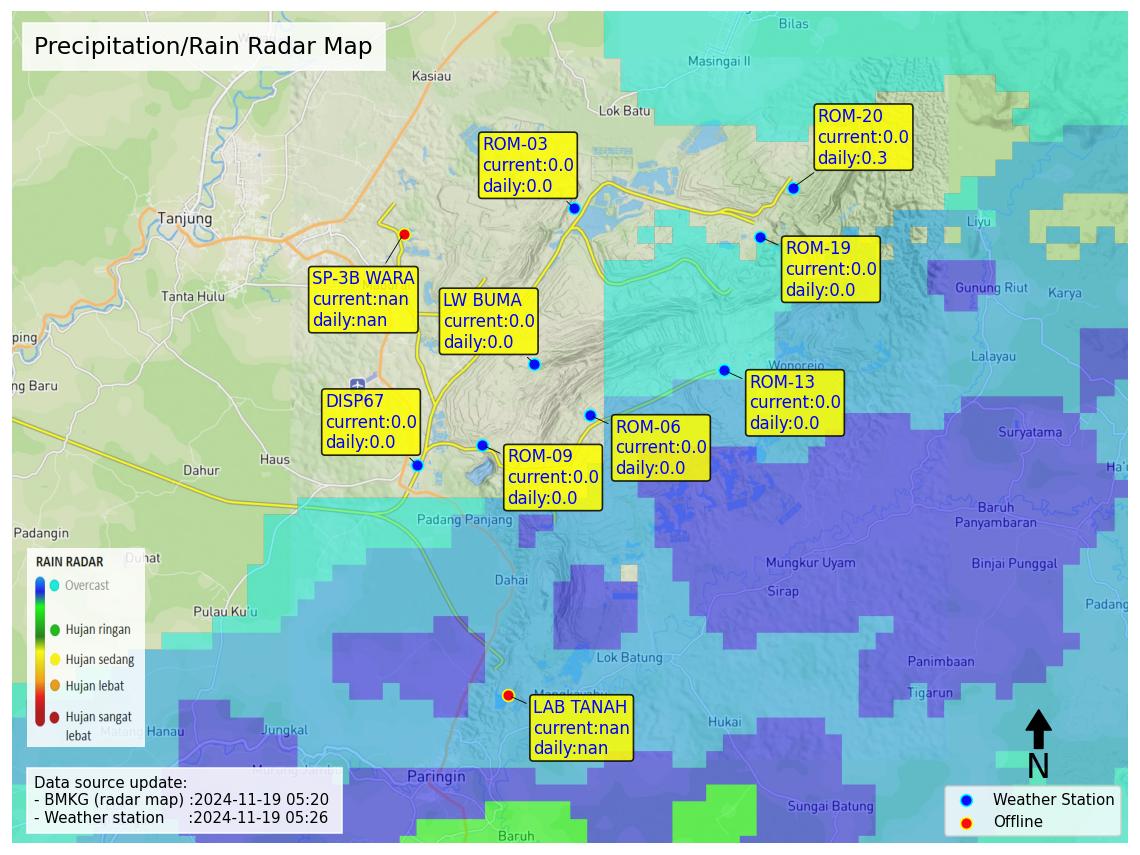 Precipitation/Rain Radar Map
Bilas
Masingai II
Kasiau
Lok Batu
ROM-20
current:0.0
daily:0.3
ROM-03
current:0.0
daily:0.0
Tanjung
Liyu
ROM-19
current:0.0
daily:0.0
SP-3B WARA
current:nan
daily:nan
Tanta Hulu
LW BUMA
current:0.0
daily:0.0
Gunung Riut
Karya
ping
ng Baru
Lalayau
Wonorejo
ROM-13
current:0.0
daily:0.0
DISP67
current:0.0
daily:0.0
ROM-06
current:0.0
daily:0.0
Suryatama
ROM-09
current:0.0
daily:0.0
Haus
Dahur
Ha'u
Padang Panjang
Baruh
Panyambaran
Padangin
Duhat
Mungkur Uyam
Binjai Punggal
Dahai
Sirap
Padang
Pulau Ku'u
RAIN RADAR
Overcast
Hujan ringan
Hujan sedang
Hujan lebat
Hujan sangat
lebat
Lok Batung
Panimbaan
Tigarun
LAB TANAH
current:nan
daily:nan
Hukai
Hanau
Jungkal
Paringin
Sungai Batung
Baruh
N
Data source update:
- BMKG (radar map) :2024-11-19 05:20
- Weather station :2024-11-19 05:26
Weather Station
Offline